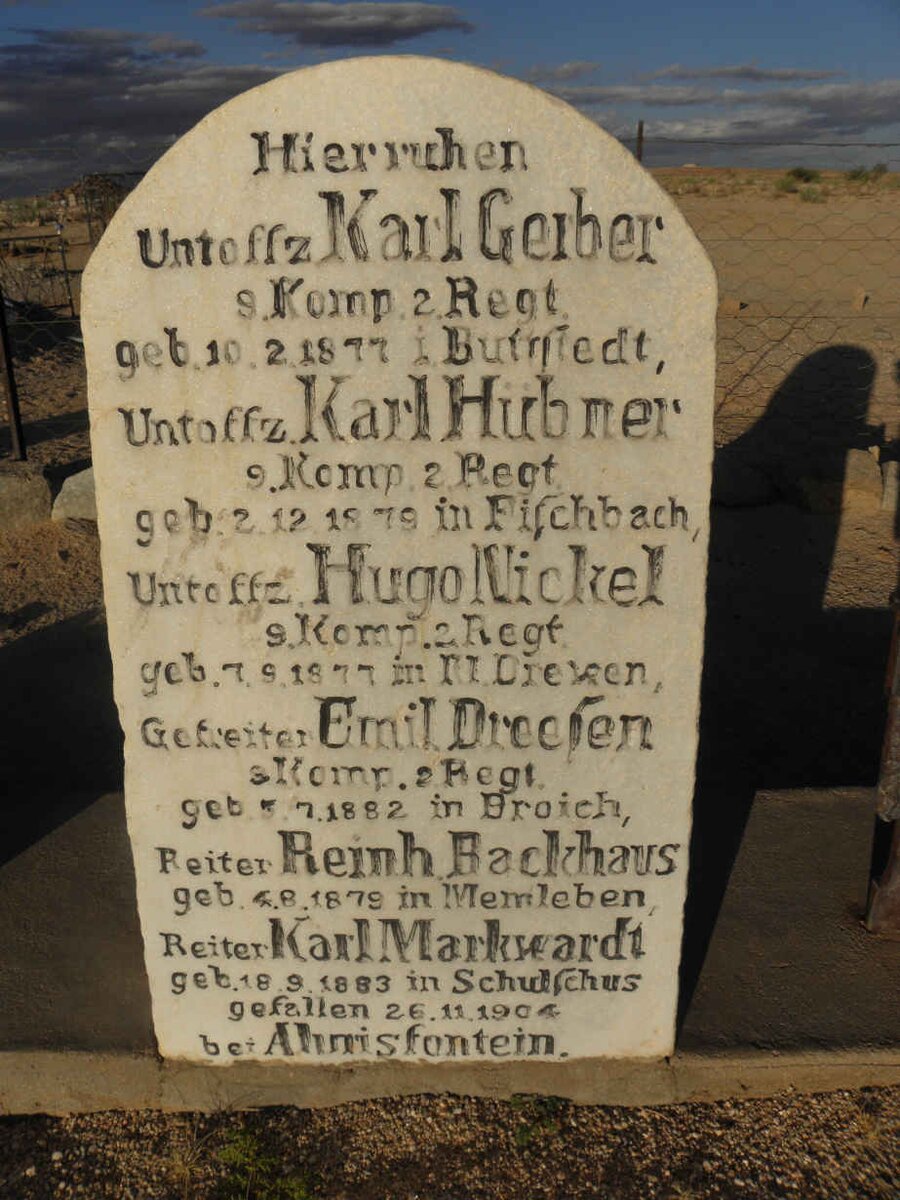 Hier ruhen
Untoffz Karl Gerber
9. Komp. 2. Regt.
geb. 10. 2. 1877 i. Buttſtedt,
Untoffz. Karl Hübner
9. Komp. 2. Regt.
geb. 2. 12. 1879 in Fiſchbach,
Untoffz. Hugo Nickel
9. Komp. 2. Regt.
geb. 7. 9. 1877 in Drewen,
Gefreiter Emil Dreeſen
Komp. 2. Regt.
geb 5. 7. 1882 in Broich,
Reiter Reinh. Backhaus
geb. 4. 8. 1879 in Memleben,
Reiter Karl Markwardt
geb. 18. 9. 1883 in Schulſchus
gefallen 26. 11. 1904
bei